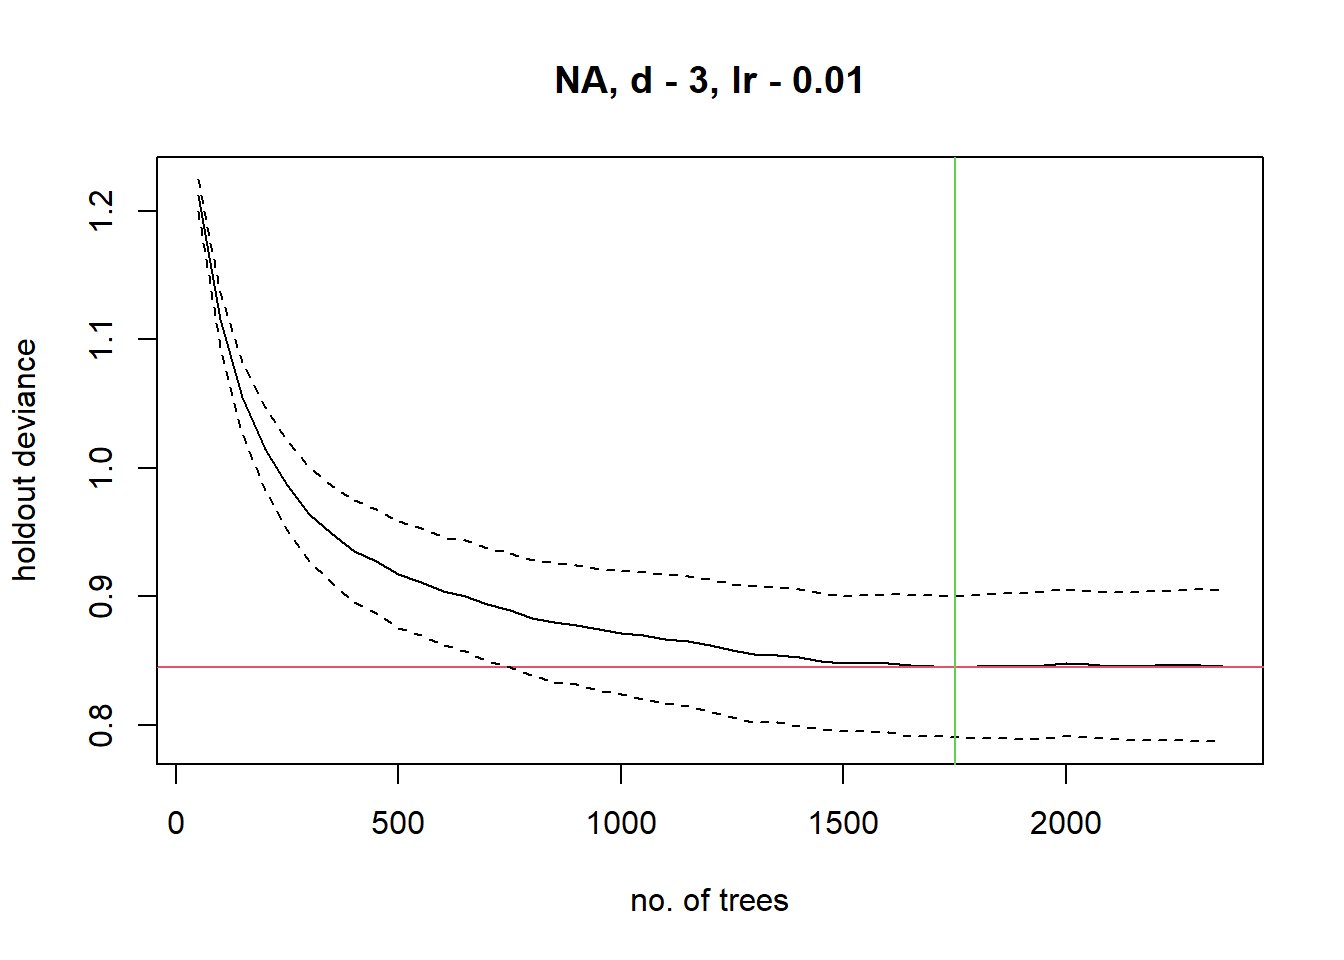 NA, d - 3, lr - 0.01
holdout deviance
1.2
1.1
1.0
0.9
0.8
0 500 1000 1500 2000
no. of trees